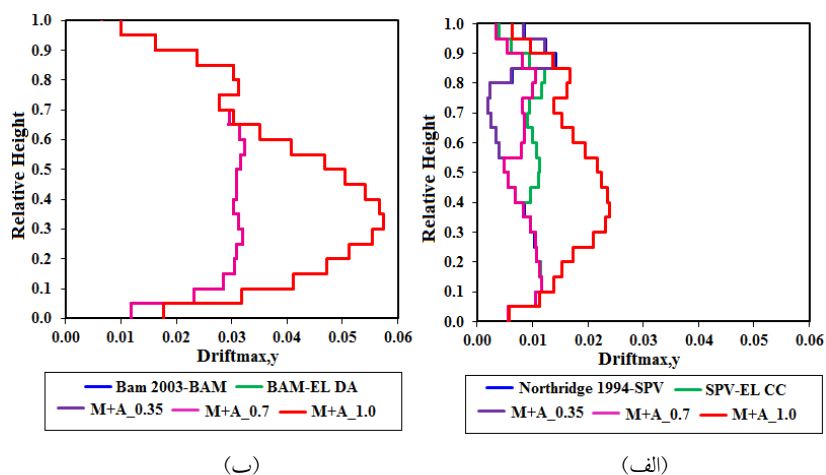 Relative Height
1.0
0.9
0.8
0.7
0.6
0.5
0.4
0.3
0.2
0.1
0.0
0.00 0.01 0.02 0.03 0.04 0.05 0.06
Driftmax,y
Bam 2003-BAM BAM-EL DA
M+A_0.35 M+A_0.7 M+A_1.0
(ب)
Relative Height
1.0
0.9
0.8
0.7
0.6
0.5
0.4
0.3
0.2
0.1
0.0
0.00 0.01 0.02 0.03 0.04 0.05 0.06
Driftmax,y
Northridge 1994-SPV SPV-EL CC
M+A_0.35 M+A_0.7 M+A_1.0
(الف)